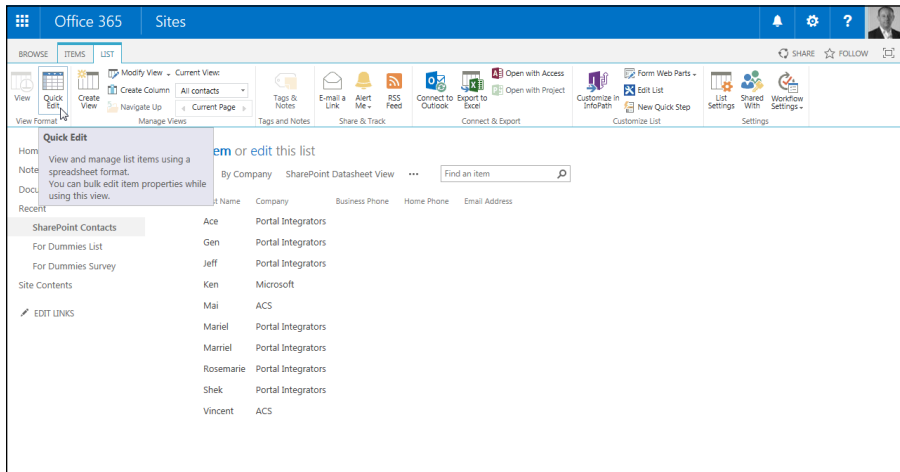 Office 365 Sites ?
BROWSE ITEMS LIST SHARE FOLLOW
View
Quick Edit
Create View
Modify View
Create Column
Navigate Up
Current View:
All contacts
Current Page
Tags & Notes
E-mail a Link
Alert Me
RSS Feed
Connect to Outlook
Export to Excel
Open with Access
Open with Project
Customize in InfoPath
Form Web Parts
Edit List
New Quick Step
List Settings
Shared With
Workflow Settings
View Format Manage Views Tags and Notes Share & Track Connect & Export Customize List Settings
Quick Edit
View and manage list items using a
spreadsheet format.
You can bulk edit item properties while
using this view.
Hom
Note
Docu
Recent
SharePoint Contacts
For Dummies List
For Dummies Survey
Site Contents
EDIT LINKS
em or edit this list
By Company SharePoint Datasheet View ••• Find an item
st Name Company Business Phone Home Phone Email Address
Ace Portal Integrators
Gen Portal Integrators
Jeff Portal Integrators
Ken Microsoft
Mai ACS
Mariel Portal Integrators
Marriel Portal Integrators
Rosemarie Portal Integrators
Shek Portal Integrators
Vincent ACS